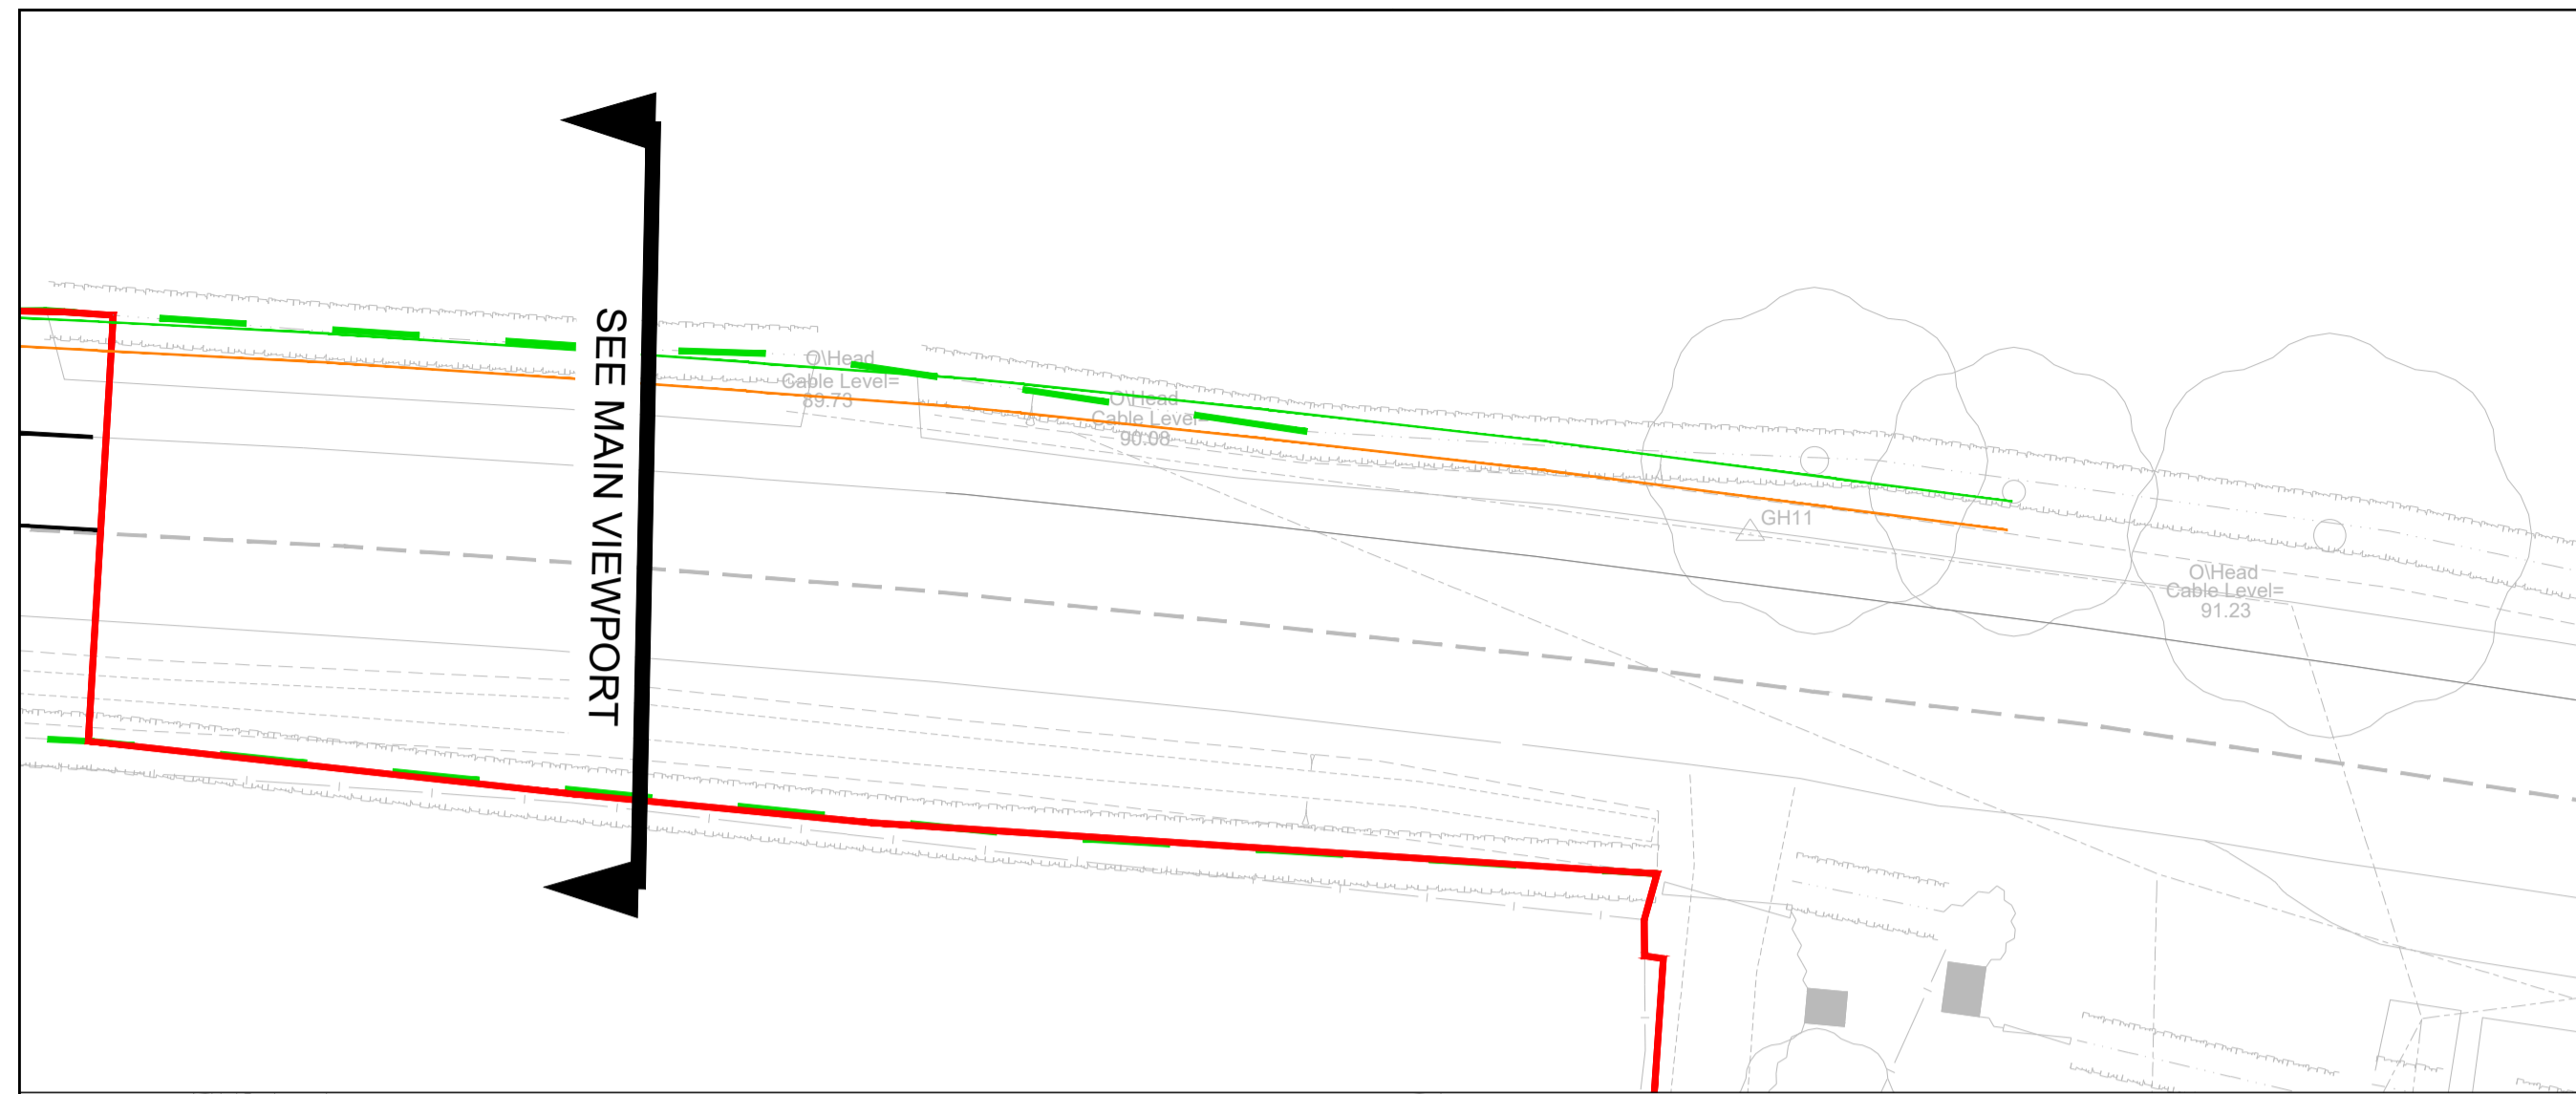 SEE MAIN VIEWPORT
O\Head
Cable Level=
89.73
O\Head
Cable Level=
90.08
GH11
O\Head
Cable Level=
91.23